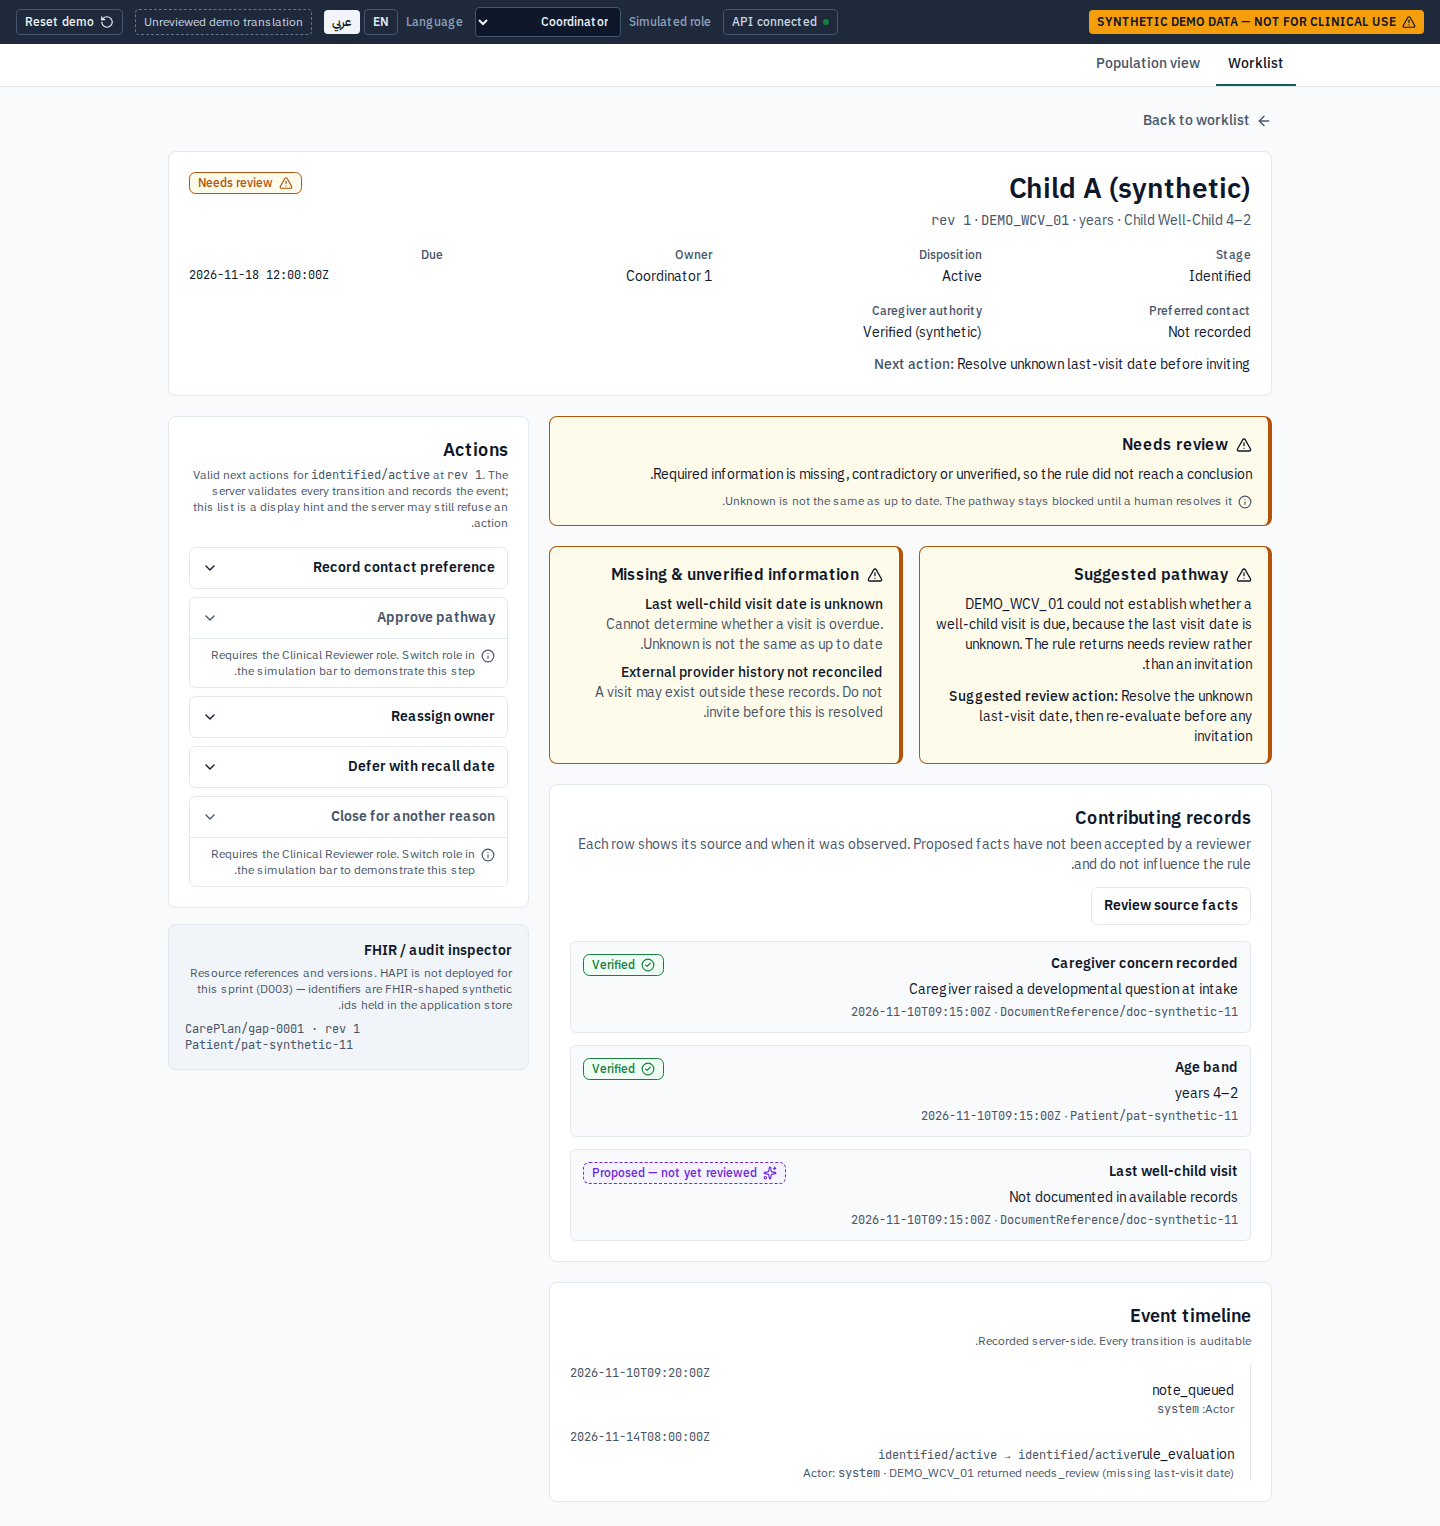 SYNTHETIC DEMO DATA — NOT FOR CLINICAL USE
API connected
Simulated role
Coordinator
Language
EN
عربي
Unreviewed demo translation
Reset demo
Worklist
Population view
Back to worklist
Child A (synthetic)
Needs review
rev 1 · DEMO_WCV_01 · years · Child Well-Child 4–2
Stage
Identified
Disposition
Active
Owner
Coordinator 1
Due
2026-11-18 12:00:00Z
Preferred contact
Not recorded
Caregiver authority
Verified (synthetic)
Next action: Resolve unknown last-visit date before inviting
Needs review
.Required information is missing, contradictory or unverified, so the rule did not reach a conclusion
.Unknown is not the same as up to date. The pathway stays blocked until a human resolves it
Suggested pathway
DEMO_WCV_01 could not establish whether a
well-child visit is due, because the last visit date is
unknown. The rule returns needs review rather
.than an invitation
Suggested review action: Resolve the unknown
last-visit date, then re-evaluate before any
invitation
Missing & unverified information
Last well-child visit date is unknown
Cannot determine whether a visit is overdue.
.Unknown is not the same as up to date
External provider history not reconciled
A visit may exist outside these records. Do not
.invite before this is resolved
Contributing records
Each row shows its source and when it was observed. Proposed facts have not been accepted by a reviewer
.and do not influence the rule
Review source facts
Caregiver concern recorded
Verified
Caregiver raised a developmental question at intake
2026-11-10T09:15:00Z · DocumentReference/doc-synthetic-11
Age band
Verified
years 4–2
2026-11-10T09:15:00Z · Patient/pat-synthetic-11
Last well-child visit
Proposed — not yet reviewed
Not documented in available records
2026-11-10T09:15:00Z · DocumentReference/doc-synthetic-11
Event timeline
.Recorded server-side. Every transition is auditable
2026-11-10T09:20:00Z
note_queued
system :Actor
2026-11-14T08:00:00Z
identified/active → identified/activerule_evaluation
Actor: system · DEMO_WCV_01 returned needs_review (missing last-visit date)
Actions
Valid next actions for identified/active at rev 1. The
server validates every transition and records the event;
this list is a display hint and the server may still refuse an
.action
Record contact preference
Approve pathway
Requires the Clinical Reviewer role. Switch role in
.the simulation bar to demonstrate this step
Reassign owner
Defer with recall date
Close for another reason
Requires the Clinical Reviewer role. Switch role in
.the simulation bar to demonstrate this step
FHIR / audit inspector
Resource references and versions. HAPI is not deployed for
this sprint (D003) — identifiers are FHIR-shaped synthetic
.ids held in the application store
CarePlan/gap-0001 · rev 1
Patient/pat-synthetic-11